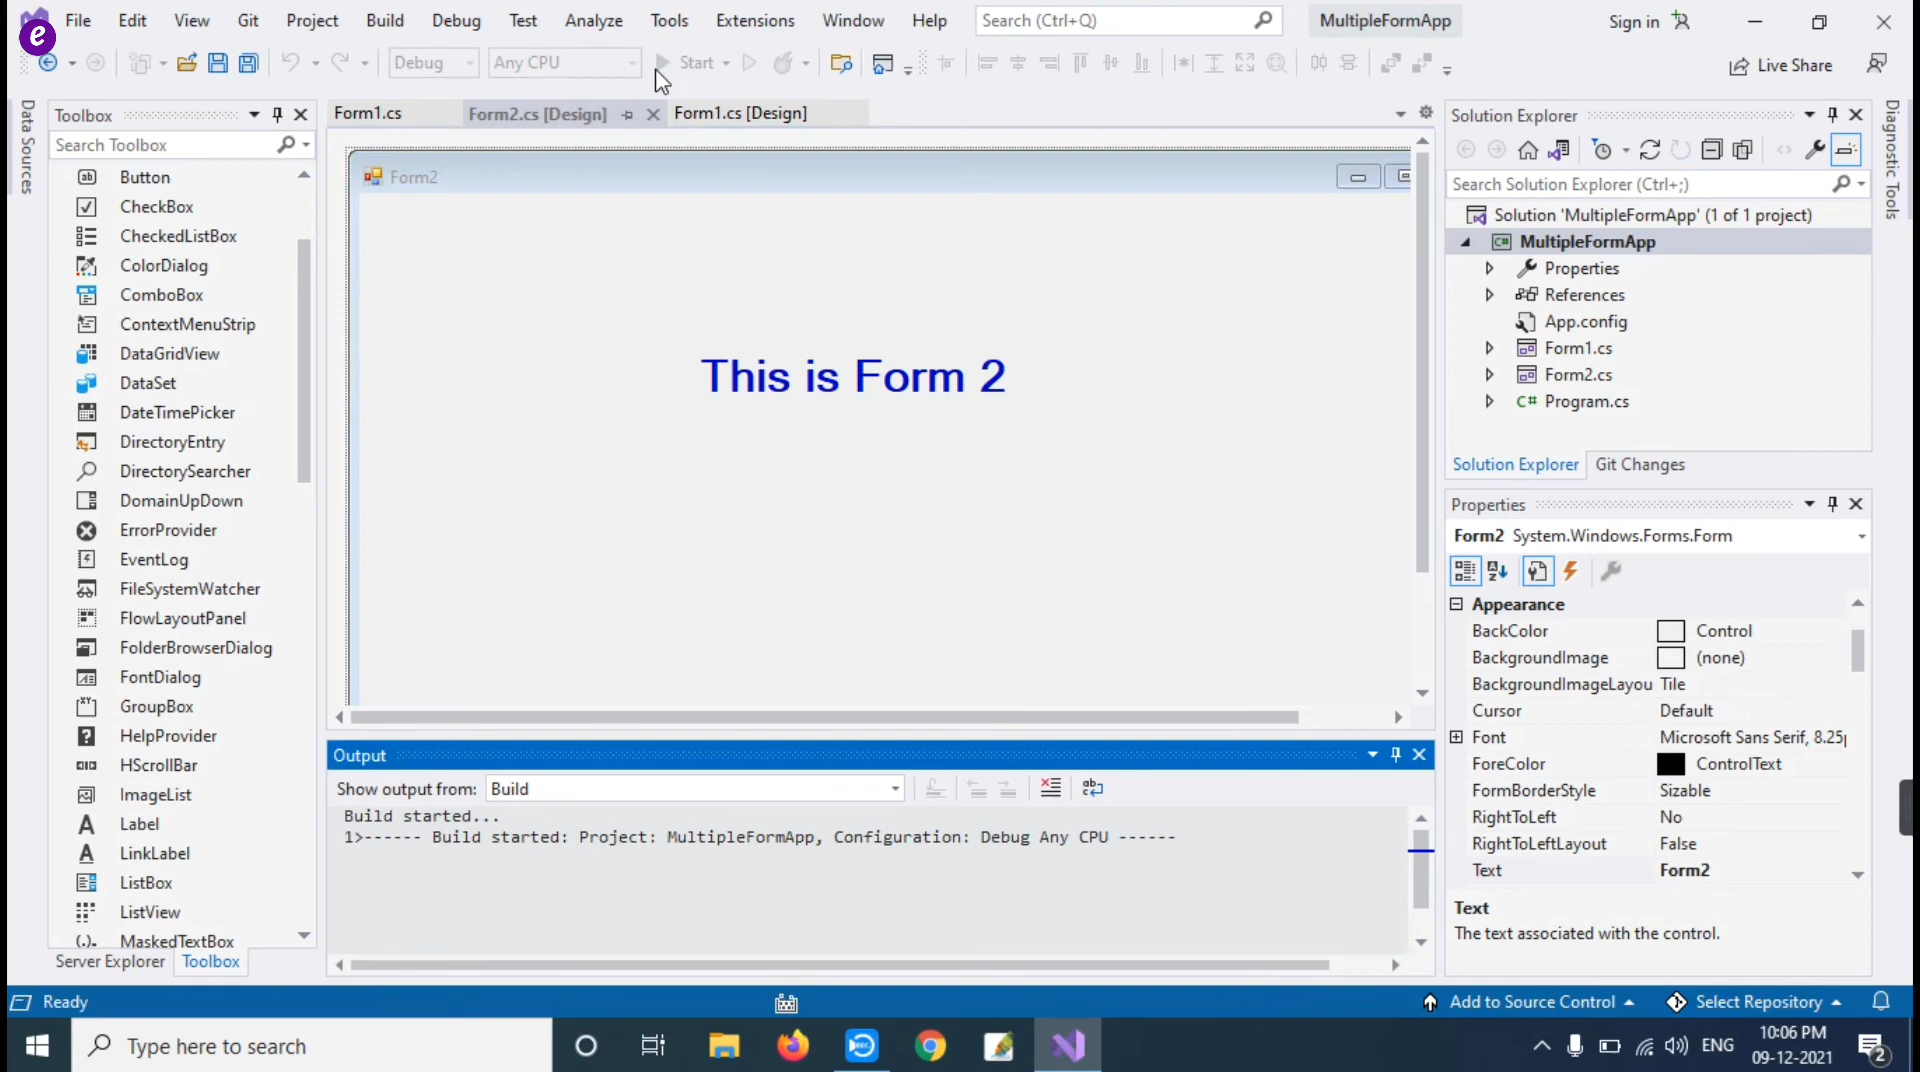 e
File Edit View Git Project Build Debug Test Analyze Tools Extensions Window Help Search (Ctrl+Q) MultipleFormApp Sign in
Debug Any CPU Start Live Share
Data Sources
Toolbox
Search Toolbox
Button
CheckBox
CheckedListBox
ColorDialog
ComboBox
ContextMenuStrip
DataGridView
DataSet
DateTimePicker
DirectoryEntry
DirectorySearcher
DomainUpDown
ErrorProvider
EventLog
FileSystemWatcher
FlowLayoutPanel
FolderBrowserDialog
FontDialog
GroupBox
HelpProvider
HScrollBar
ImageList
Label
LinkLabel
ListBox
ListView
MaskedTextBox
Server Explorer Toolbox
Form1.cs Form2.cs [Design] Form1.cs [Design]
Form2
This is Form 2
Output
Show output from: Build
Build started...
1>------ Build started: Project: MultipleFormApp, Configuration: Debug Any CPU ------
Solution Explorer
Search Solution Explorer (Ctrl+;)
Solution 'MultipleFormApp' (1 of 1 project)
C# MultipleFormApp
Properties
References
App.config
Form1.cs
Form2.cs
C# Program.cs
Solution Explorer Git Changes
Diagnostic Tools
Properties
Form2 System.Windows.Forms.Form
Appearance
BackColor Control
BackgroundImage (none)
BackgroundImageLayou Tile
Cursor Default
Font Microsoft Sans Serif, 8.25p
ForeColor ControlText
FormBorderStyle Sizable
RightToLeft No
RightToLeftLayout False
Text Form2
Text
The text associated with the control.
Ready Add to Source Control Select Repository
Type here to search
ENG
10:06 PM
09-12-2021
2